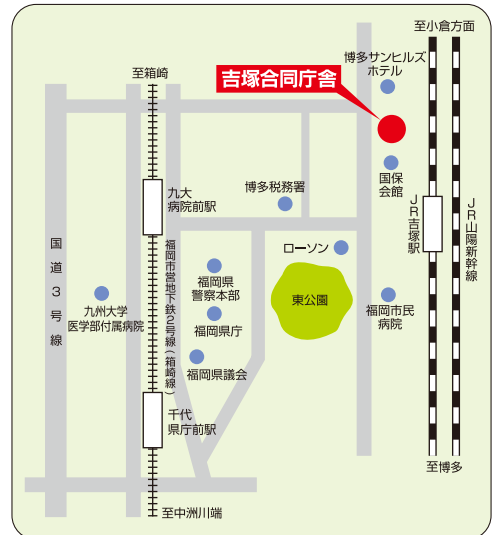 至小倉方面
博多サンヒルズ
ホテル
至箱崎
吉塚合同庁舎
国保
会館
九大
病院前駅
博多税務署
JR吉塚駅
JR山陽新幹線
国道3号線
福岡市営地下鉄2号線(箱崎線)
ローソン
福岡県
警察本部
東公園
九州大学
医学部付属病院
福岡県庁
福岡市民
病院
福岡県議会
千代
県庁前駅
至博多
至中洲川端